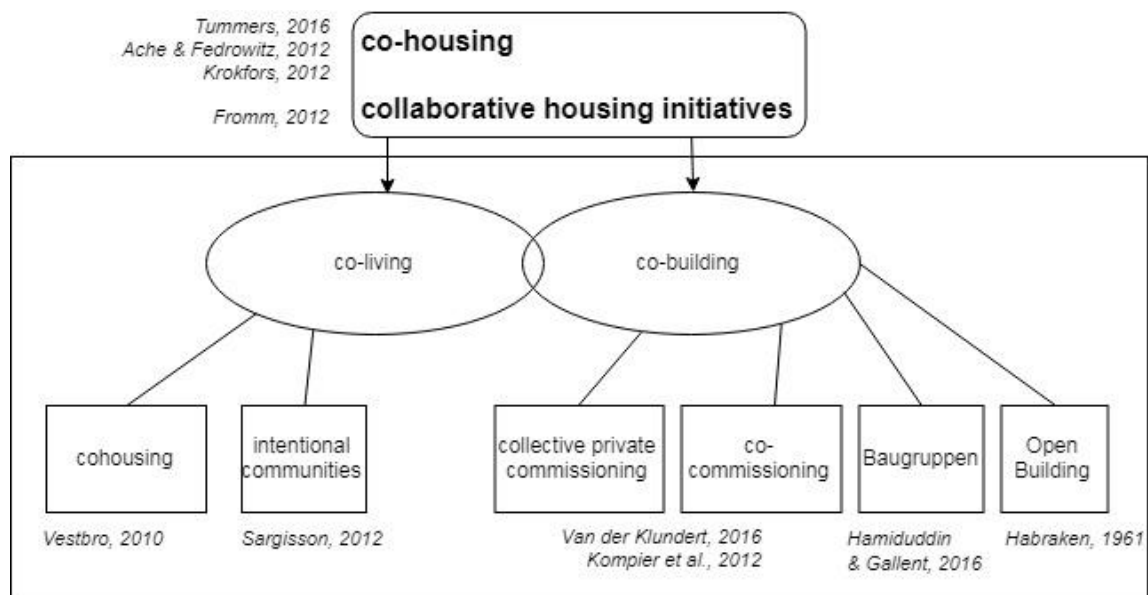 Tummers, 2016
Ache & Fedrowitz, 2012
Krokfors, 2012
co-housing
Fromm, 2012
collaborative housing initiatives
co-living
co-building
cohousing
intentional
communities
collective private
commissioning
co-
commissioning
Baugruppen
Open
Building
Vestbro, 2010
Sargisson, 2012
Van der Klundert, 2016
Kompier et al., 2012
Hamiduddin
& Gallent, 2016
Habraken, 1961